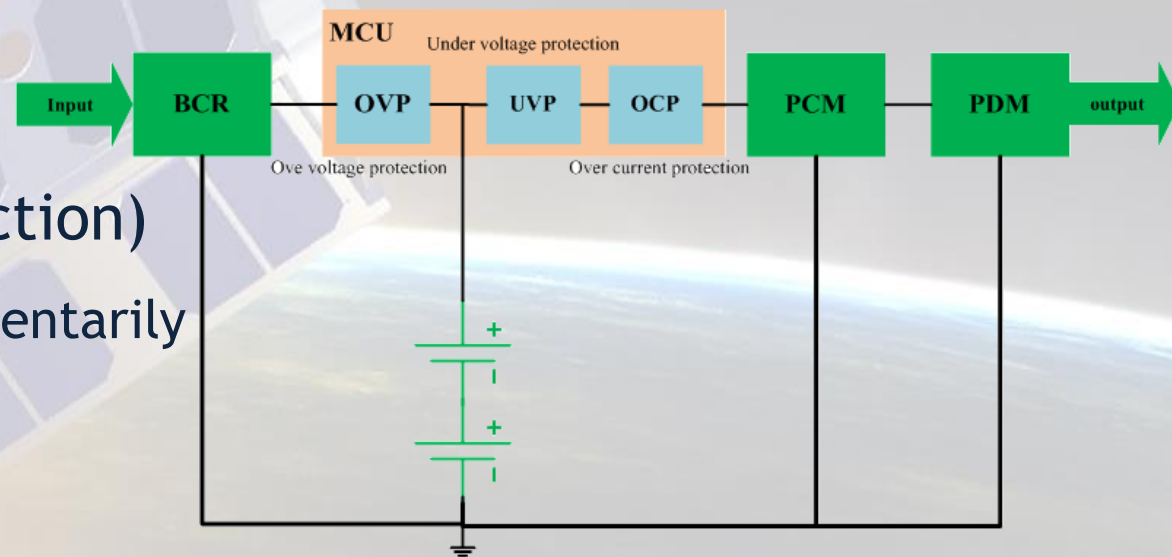 MCU
Under voltage protection
Input
BCR
OVP
UVP
OCP
PCM
PDM
output
Ove voltage protection
Over current protection
ction)
entarily
+
+